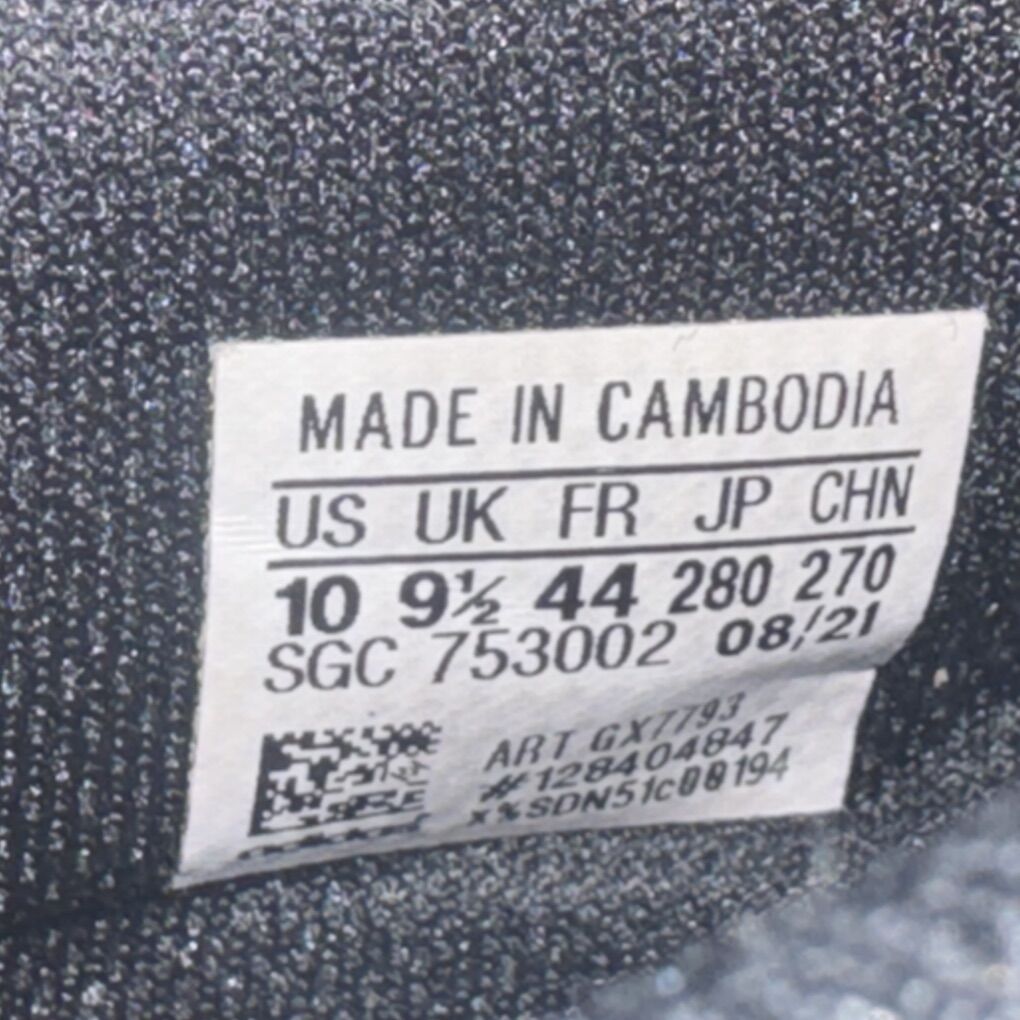 MADE IN CAMBODIA
US UK FR JP CHN
10 9½ 44 280 270
SGC 753002 08/21
ART GX7793
#128404847
x%SDN51c00194